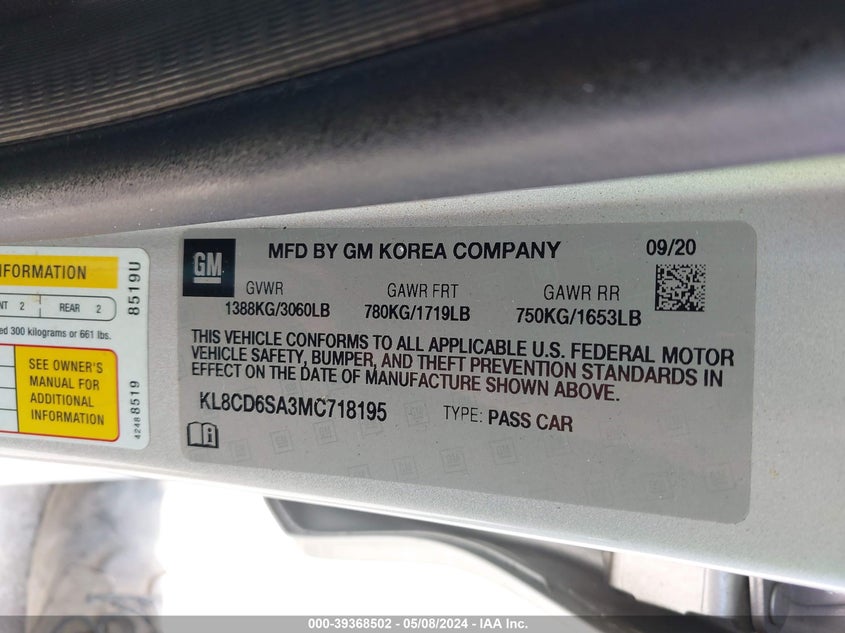 GM
MFD BY GM KOREA COMPANY 09/20
GVWR GAWR FRT GAWR RR
1388KG/3060LB 780KG/1719LB 750KG/1653LB
THIS VEHICLE CONFORMS TO ALL APPLICABLE U.S. FEDERAL MOTOR
VEHICLE SAFETY, BUMPER, AND THEFT PREVENTION STANDARDS IN
EFFECT ON THE DATE OF MANUFACTURE SHOWN ABOVE.
KL8CD6SA3MC718195 TYPE: PASS CAR
NFORMATION
NT 2 REAR 2
ed 300 kilograms or 661 lbs.
SEE OWNER'S
MANUAL FOR
ADDITIONAL
INFORMATION
8519U
42488519
000-39368502 — 05/08/2024 — IAA Inc.